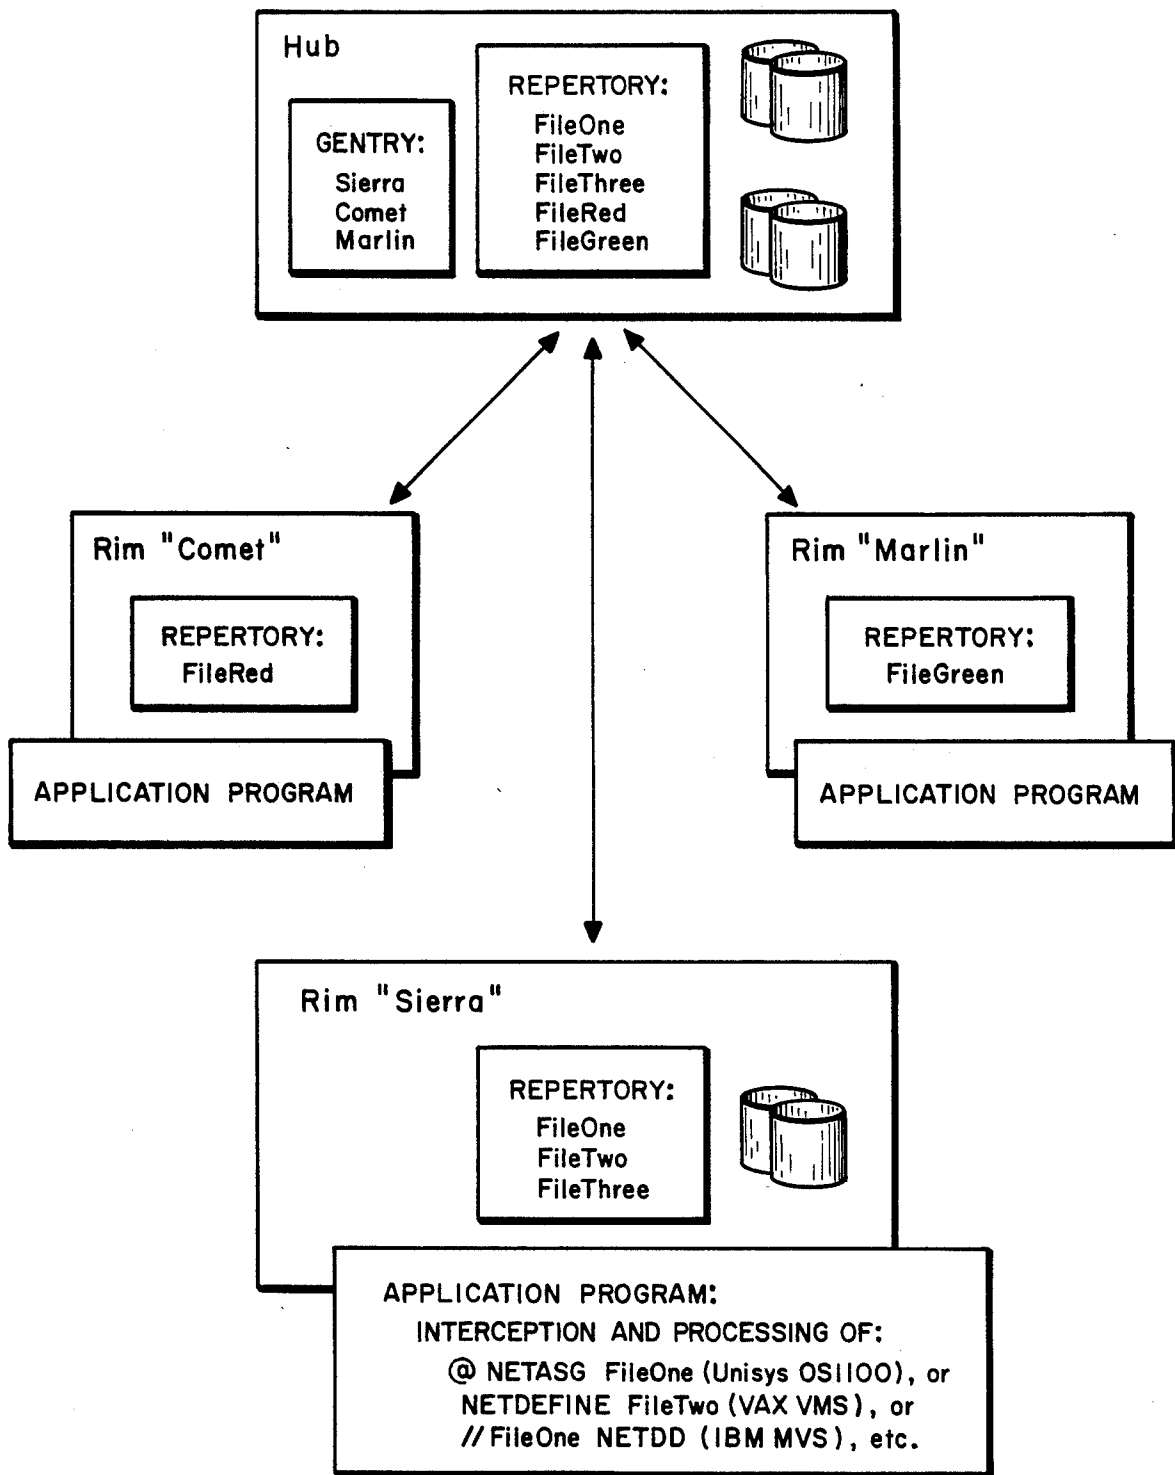 Hub
GENTRY:
Sierra
Comet
Marlin
REPERTORY:
FileOne
FileTwo
FileThree
FileRed
FileGreen
Rim "Comet"
REPERTORY:
FileRed
APPLICATION PROGRAM
Rim "Marlin"
REPERTORY:
FileGreen
APPLICATION PROGRAM
Rim "Sierra"
REPERTORY:
FileOne
FileTwo
FileThree
APPLICATION PROGRAM:
INTERCEPTION AND PROCESSING OF:
@ NETASG FileOne (Unisys OS1100), or
NETDEFINE FileTwo (VAX VMS), or
// FileOne NETDD (IBM MVS), etc.